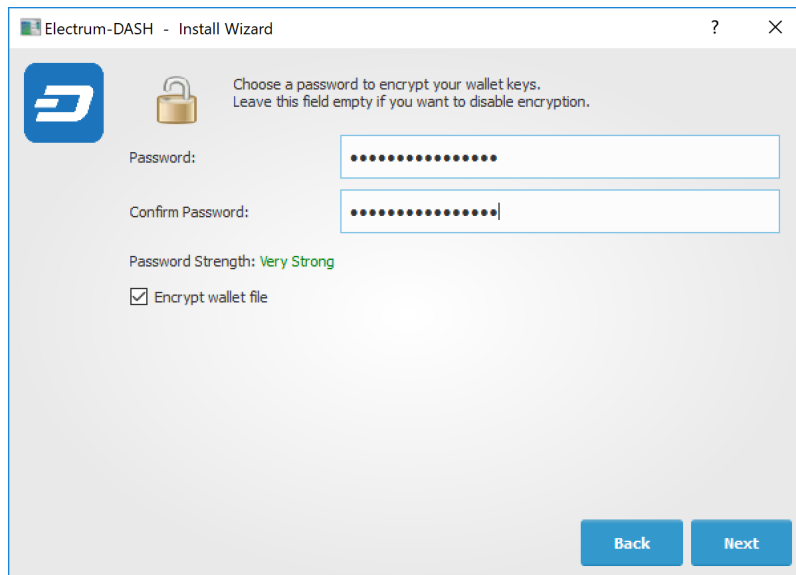 Electrum-DASH - Install Wizard
?
Choose a password to encrypt your wallet keys.
Leave this field empty if you want to disable encryption.
Password:
••••••••••••••••
Confirm Password:
••••••••••••••••
Password Strength: Very Strong
Encrypt wallet file
Back
Next